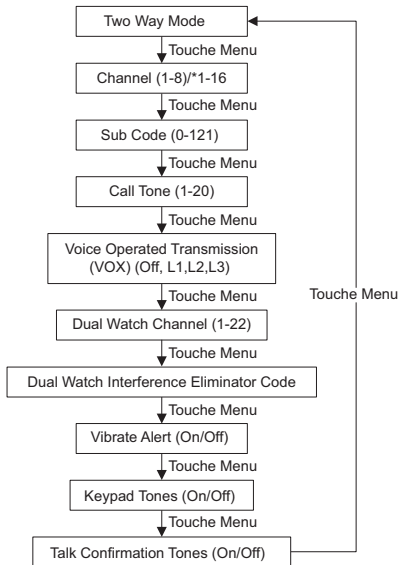 Two Way Mode
Touche Menu
Channel (1-8)/*1-16
Touche Menu
Sub Code (0-121)
Touche Menu
Call Tone (1-20)
Touche Menu
Voice Operated Transmission
(VOX) (Off, L1,L2,L3)
Touche Menu
Touche Menu
Dual Watch Channel (1-22)
Touche Menu
Dual Watch Interference Eliminator Code
Touche Menu
Vibrate Alert (On/Off)
Touche Menu
Keypad Tones (On/Off)
Touche Menu
Talk Confirmation Tones (On/Off)